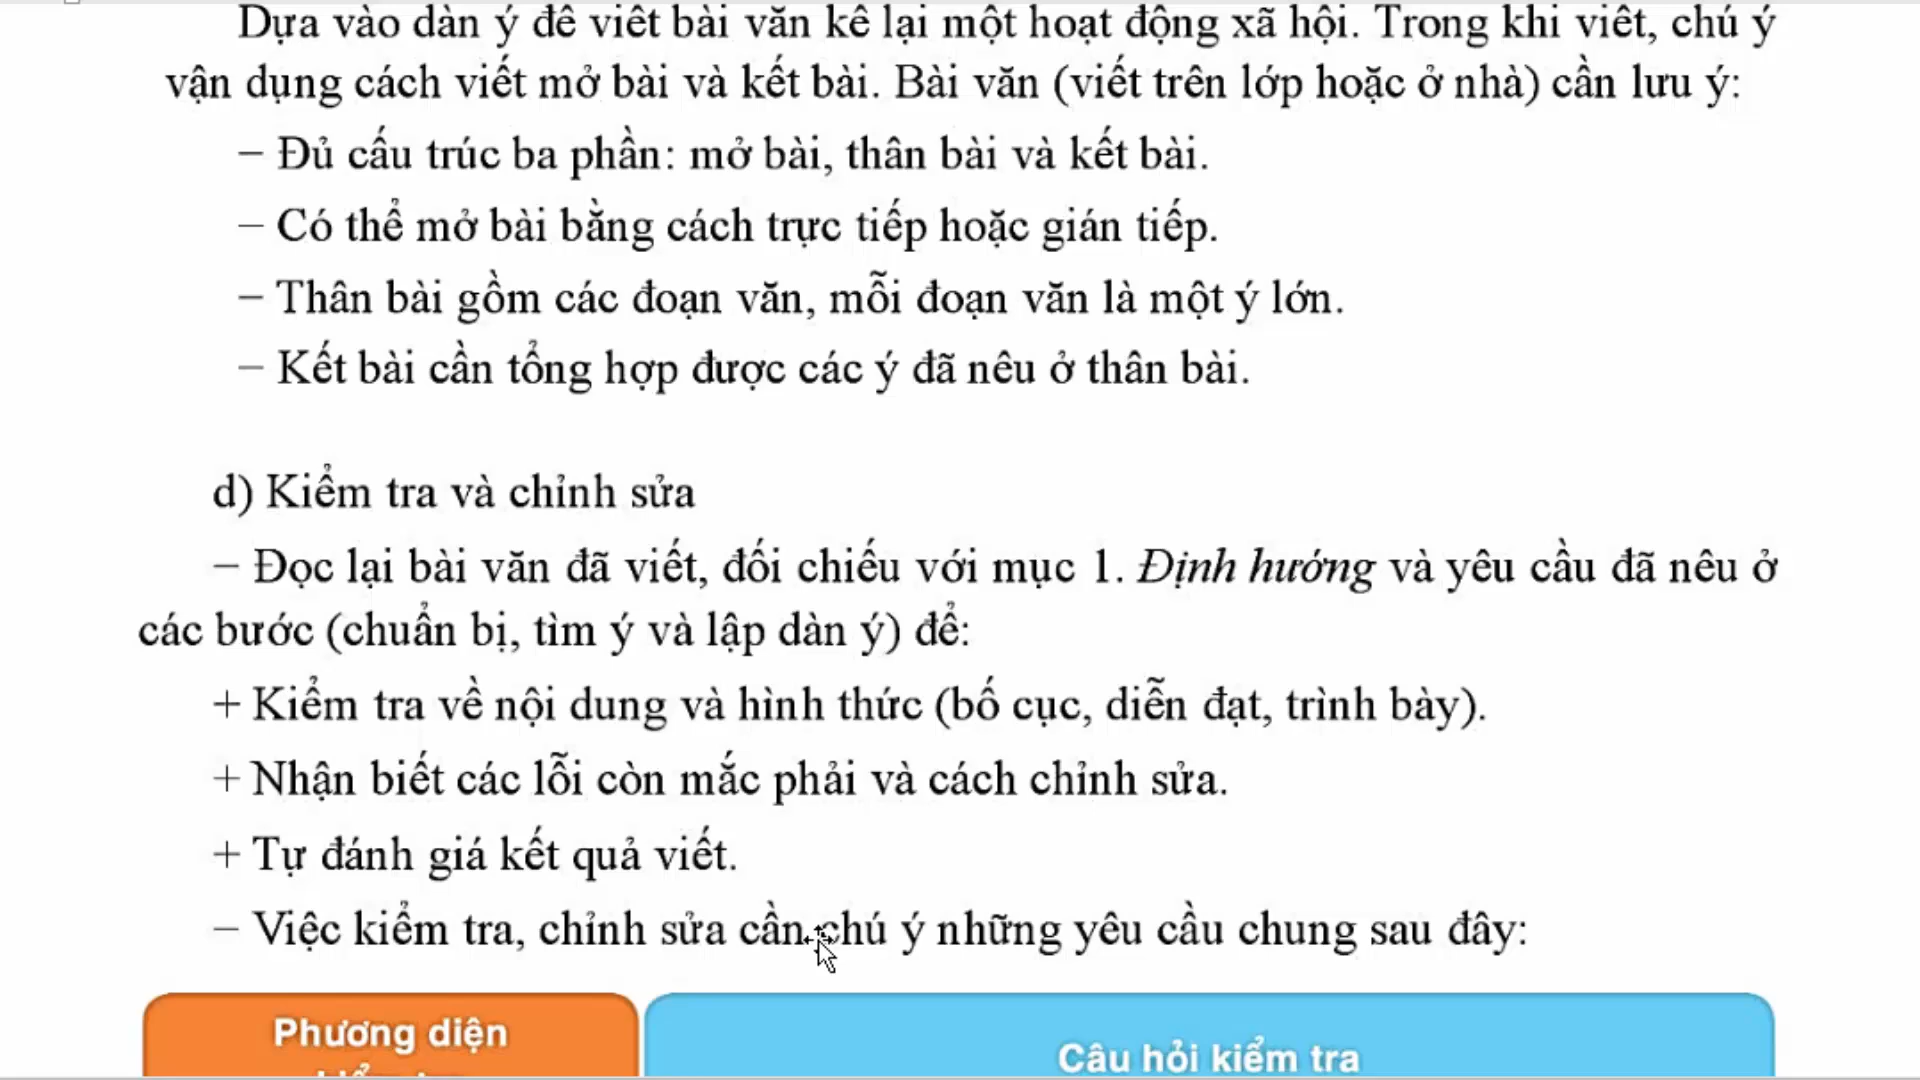 Dựa vào dàn ý để viết bài văn kể lại một hoạt động xã hội. Trong khi viết, chú ý
vận dụng cách viết mở bài và kết bài. Bài văn (viết trên lớp hoặc ở nhà) cần lưu ý:
− Đủ cấu trúc ba phần: mở bài, thân bài và kết bài.
− Có thể mở bài bằng cách trực tiếp hoặc gián tiếp.
− Thân bài gồm các đoạn văn, mỗi đoạn văn là một ý lớn.
− Kết bài cần tổng hợp được các ý đã nêu ở thân bài.
d) Kiểm tra và chỉnh sửa
− Đọc lại bài văn đã viết, đối chiếu với mục 1. Định hướng và yêu cầu đã nêu ở
các bước (chuẩn bị, tìm ý và lập dàn ý) để:
+ Kiểm tra về nội dung và hình thức (bố cục, diễn đạt, trình bày).
+ Nhận biết các lỗi còn mắc phải và cách chỉnh sửa.
+ Tự đánh giá kết quả viết.
− Việc kiểm tra, chỉnh sửa cần chú ý những yêu cầu chung sau đây:
Phương diện
Câu hỏi kiểm tra